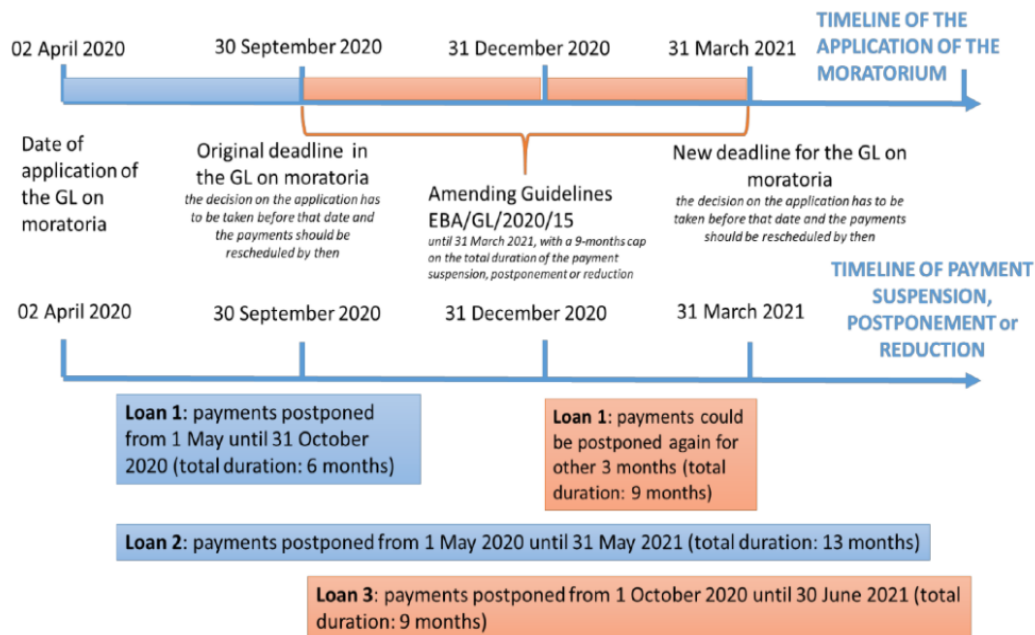 TIMELINE OF THE
APPLICATION OF THE
MORATORIUM
02 April 2020
30 September 2020
31 December 2020
31 March 2021
Date of
application of
the GL on
moratoria
Original deadline in
the GL on moratoria
the decision on the application has
to be taken before that date and
the payments should be
rescheduled by then
Amending Guidelines
EBA/GL/2020/15
until 31 March 2021, with a 9-months cap
on the total duration of the payment
suspension, postponement or reduction
New deadline for the GL on
moratoria
the decision on the application has to be
taken before that date and the payments
should be rescheduled by then
TIMELINE OF PAYMENT
SUSPENSION,
POSTPONEMENT or
REDUCTION
02 April 2020
30 September 2020
31 December 2020
31 March 2021
Loan 1: payments postponed
from 1 May until 31 October
2020 (total duration: 6 months)
Loan 1: payments could
be postponed again for
other 3 months (total
duration: 9 months)
Loan 2: payments postponed from 1 May 2020 until 31 May 2021 (total duration: 13 months)
Loan 3: payments postponed from 1 October 2020 until 30 June 2021 (total
duration: 9 months)